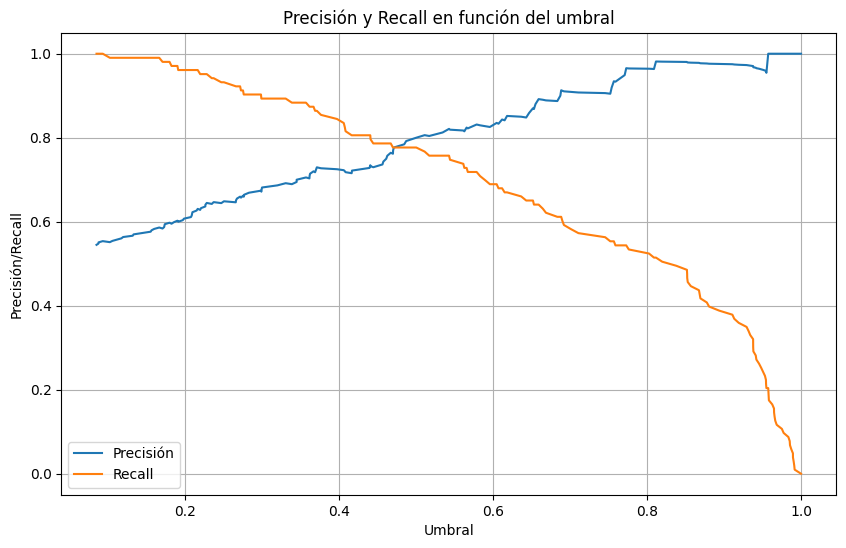 Precisión y Recall en función del umbral
Precisión/Recall
1.0
0.8
0.6
0.4
0.2
0.0
Precisión
Recall
0.2 0.4 0.6 0.8 1.0
Umbral